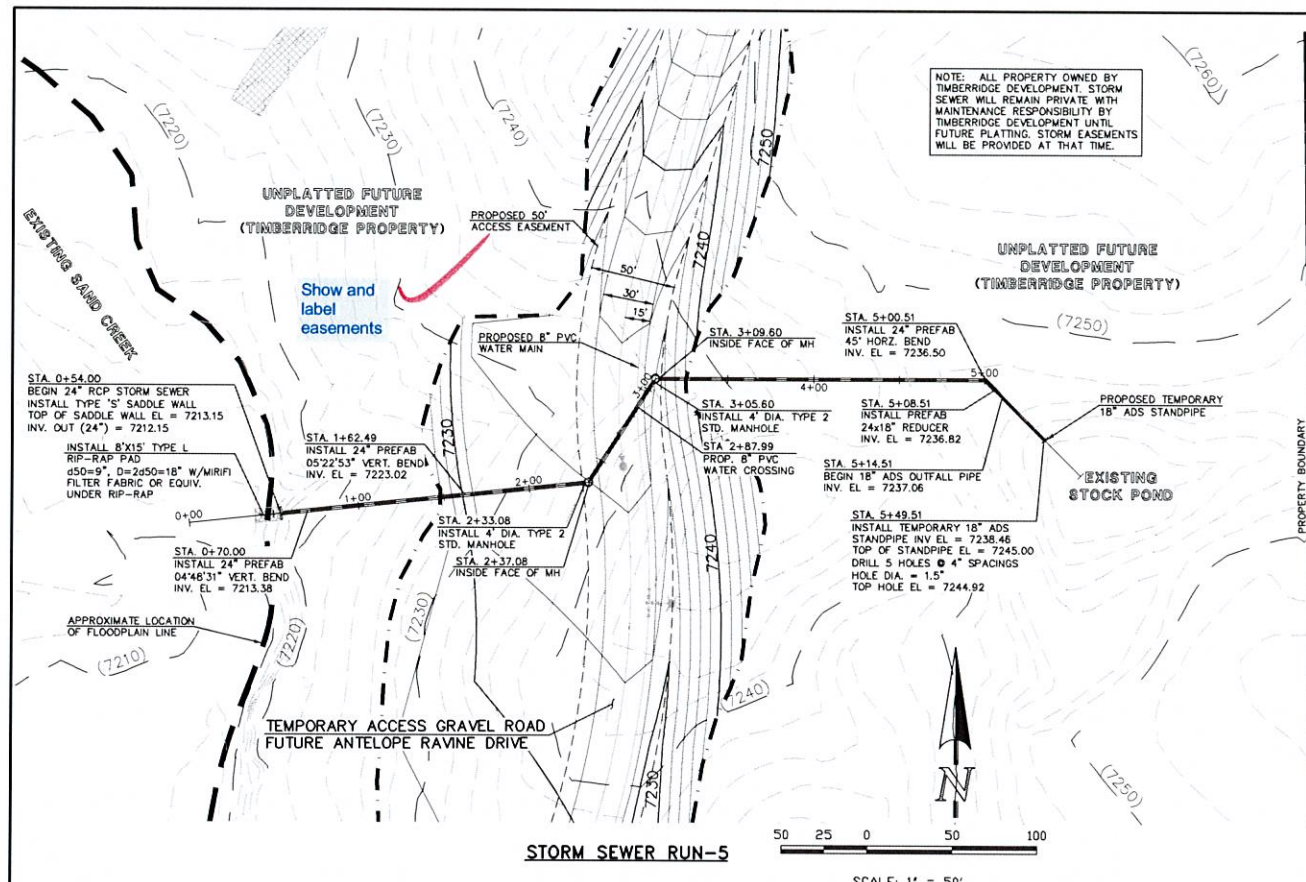 NOTE: ALL PROPERTY OWNED BY
TIMBERRIDGE DEVELOPMENT. STORM
SEWER WILL REMAIN PRIVATE WITH
MAINTENANCE RESPONSIBILITY BY
TIMBERRIDGE DEVELOPMENT UNTIL
FUTURE PLATTING. STORM EASEMENTS
WILL BE PROVIDED AT THAT TIME.
(7260)
(7220)
(7230)
(7240)
7250
UNPLATTED FUTURE
DEVELOPMENT
(TIMBERRIDGE PROPERTY)
PROPOSED 50'
ACCESS EASEMENT
EXISTING SAND CREEK
7240
UNPLATTED FUTURE
DEVELOPMENT
(TIMBERRIDGE PROPERTY)
(7250)
Show and
label
easements
50'
30'
15'
PROPOSED 8" PVC
WATER MAIN
STA. 3+09.60
INSIDE FACE OF MH
STA. 5+00.51
INSTALL 24" PREFAB
45° HORZ. BEND
INV. EL = 7236.50
STA. 0+54.00
BEGIN 24" RCP STORM SEWER
INSTALL TYPE 'S' SADDLE WALL
TOP OF SADDLE WALL EL = 7213.15
INV. OUT (24") = 7212.15
INSTALL 8'X15' TYPE L
RIP-RAP PAD
d50=9", D=2d50=18" W/MIRIFI
FILTER FABRIC OR EQUIV.
UNDER RIP-RAP
STA. 1+62.49
INSTALL 24" PREFAB
05°22'53" VERT. BEND
INV. EL = 7223.02
7230
3+00
4+00
5+00
STA. 3+05.60
INSTALL 4' DIA. TYPE 2
STD. MANHOLE
STA 2+87.99
PROP. 8" PVC
WATER CROSSING
STA. 5+08.51
INSTALL PREFAB
24x18" REDUCER
INV. EL = 7236.82
PROPOSED TEMPORARY
18" ADS STANDPIPE
STA. 5+14.51
BEGIN 18" ADS OUTFALL PIPE
INV. EL = 7237.06
EXISTING
STOCK POND
PROPERTY BOUNDARY
STA. 5+49.51
INSTALL TEMPORARY 18" ADS
STANDPIPE INV EL = 7238.46
TOP OF STANDPIPE EL = 7245.00
DRILL 5 HOLES @ 4" SPACINGS
HOLE DIA. = 1.5"
TOP HOLE EL = 7244.92
0+00
1+00
2+00
STA. 0+70.00
INSTALL 24" PREFAB
04°48'31" VERT. BEND
INV. EL = 7213.38
STA. 2+33.08
INSTALL 4' DIA. TYPE 2
STD. MANHOLE
STA. 2+37.08
INSIDE FACE OF MH
7240
APPROXIMATE LOCATION
OF FLOODPLAIN LINE
(7210)
(7220)
(7230)
(7240)
TEMPORARY ACCESS GRAVEL ROAD
FUTURE ANTELOPE RAVINE DRIVE
7230
N
(7250)
STORM SEWER RUN-5
50 25 0 50 100
SCALE: 1" = 50'